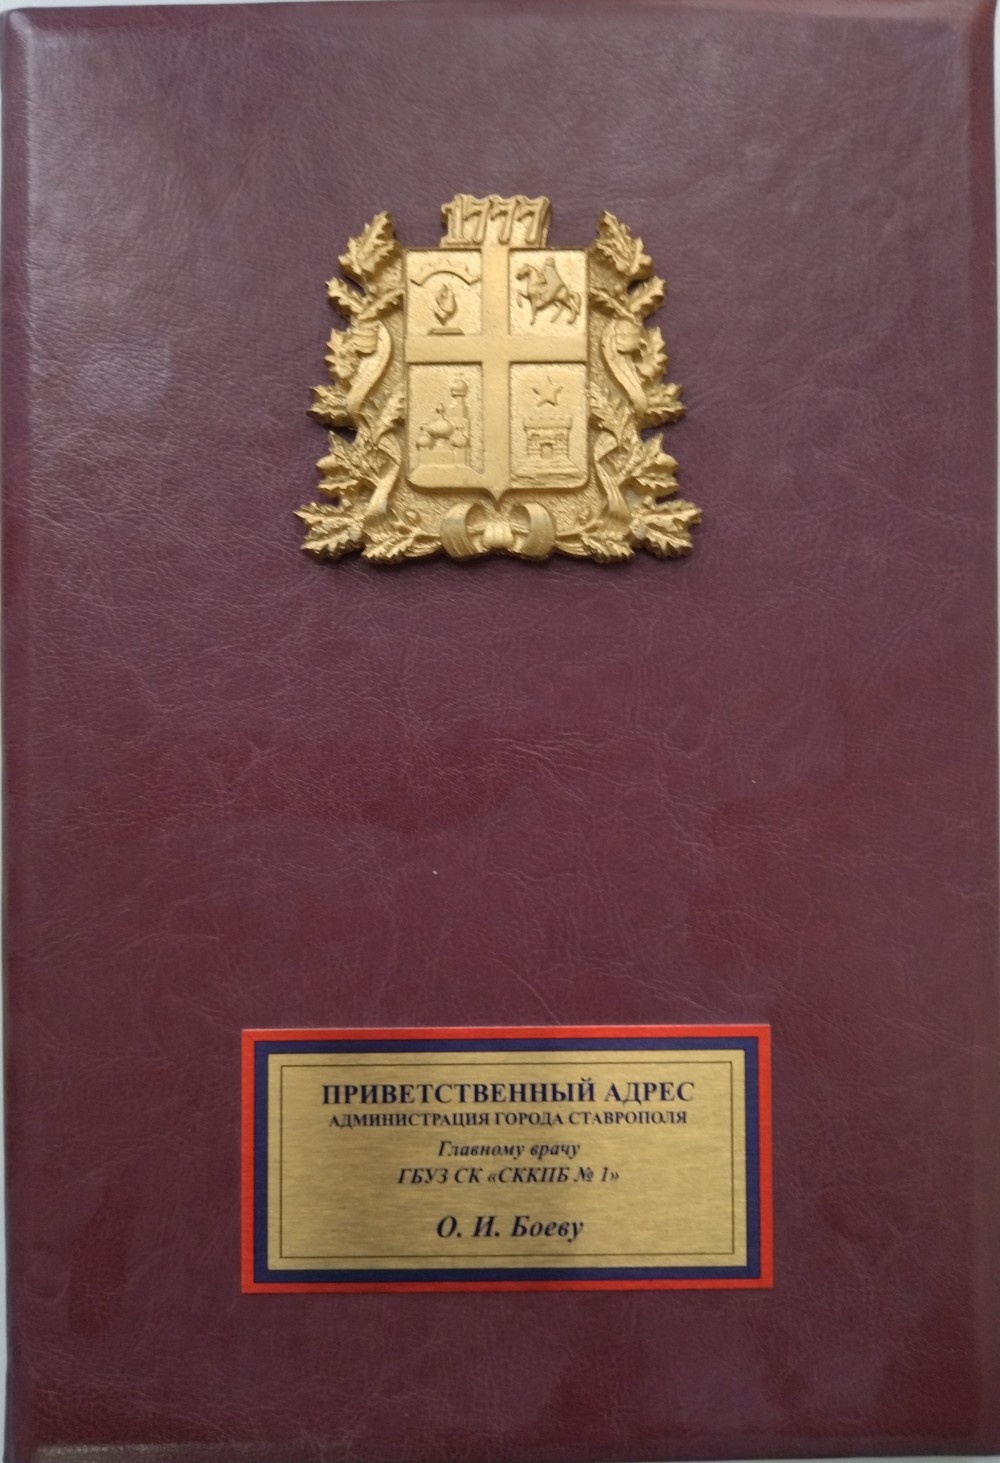 1777
ПРИВЕТСТВЕННЫЙ АДРЕС
АДМИНИСТРАЦИЯ ГОРОДА СТАВРОПОЛЯ
Главному врачу
ГБУЗ СК «СККПБ № 1»
О. И. Боеву